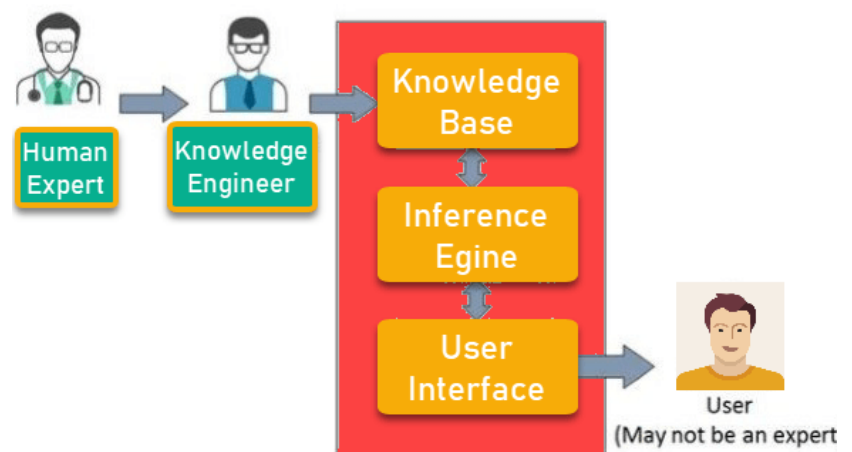 Human
Expert
Knowledge
Engineer
Knowledge
Base
Inference
Egine
User
Interface
User
(May not be an expert